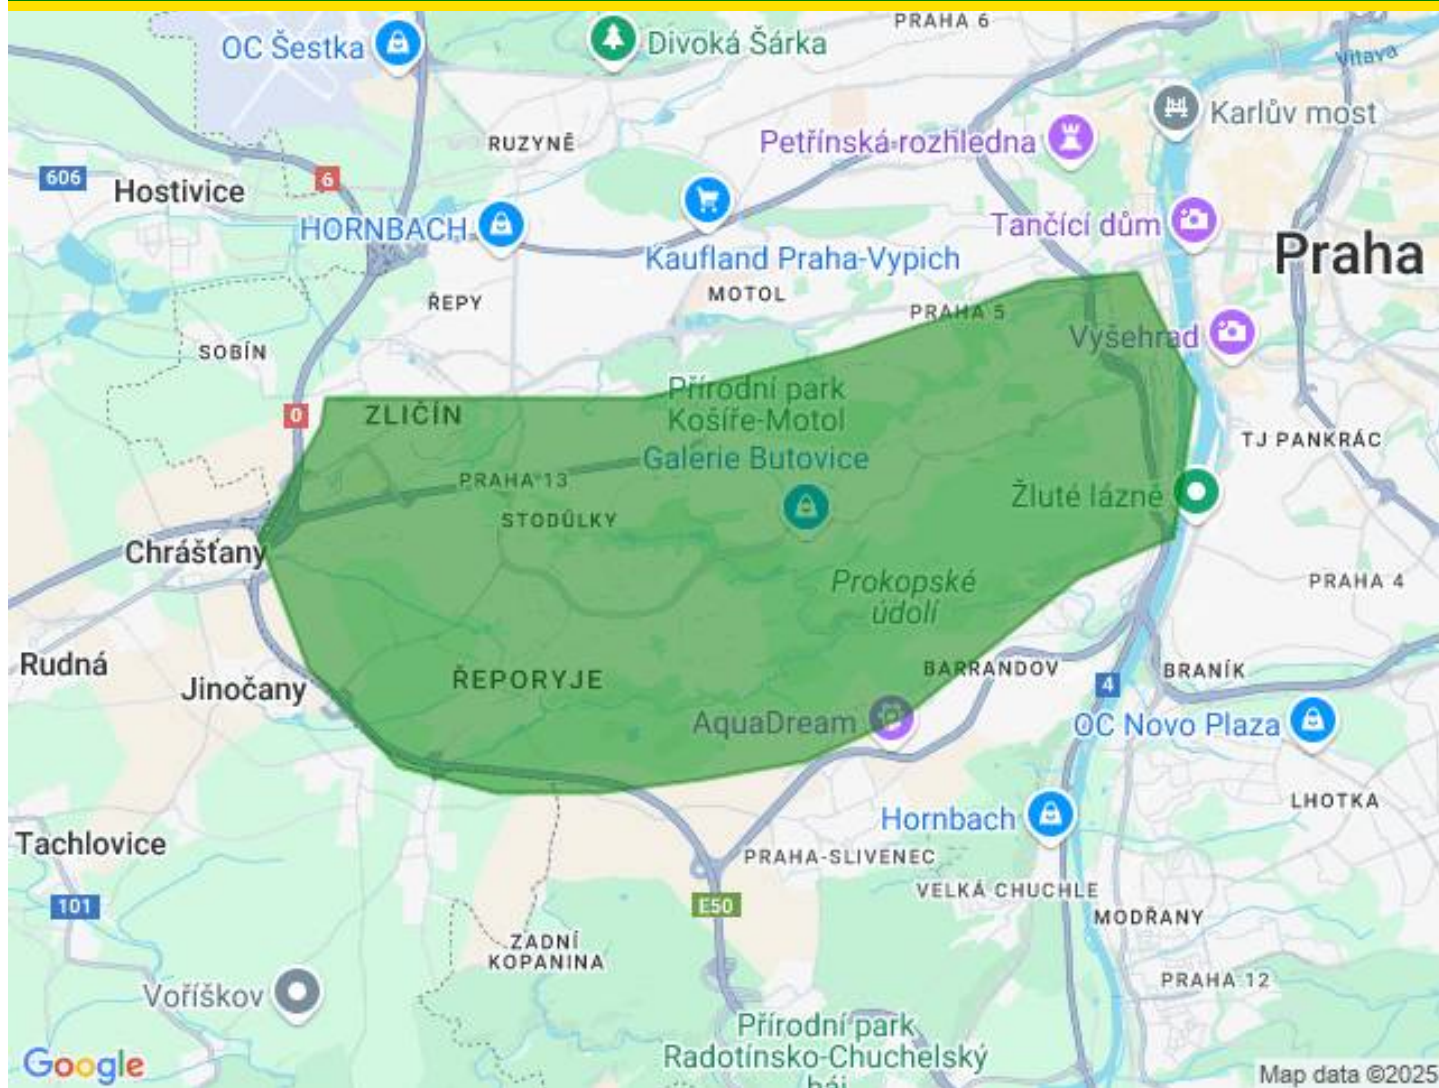 PRAHA 6
OC Šestka
Divoká Šárka
Vltava
Karlův most
RUZYNĚ
Petřínská rozhledna
606
6
Hostivice
HORNBACH
Tančící dům
Praha
Kaufland Praha-Vypich
ŘEPY
MOTOL
PRAHA 5
Vyšehrad
SOBÍN
0
ZLIČÍN
Přírodní park
Košíře-Motol
TJ PANKRÁC
Galerie Butovice
PRAHA 13
Žluté lázně
STODŮLKY
Chrášťany
Prokopské
údolí
PRAHA 4
Rudná
Jinočany
ŘEPORYJE
BARRANDOV
BRANÍK
4
AquaDream
OC Novo Plaza
LHOTKA
Hornbach
Tachlovice
PRAHA-SLIVENEC
VELKÁ CHUCHLE
101
E50
MODŘANY
ZADNÍ
KOPANINA
PRAHA 12
Voříškov
Přírodní park
Radotínsko-Chuchelský
háj
Google
Map data ©2025